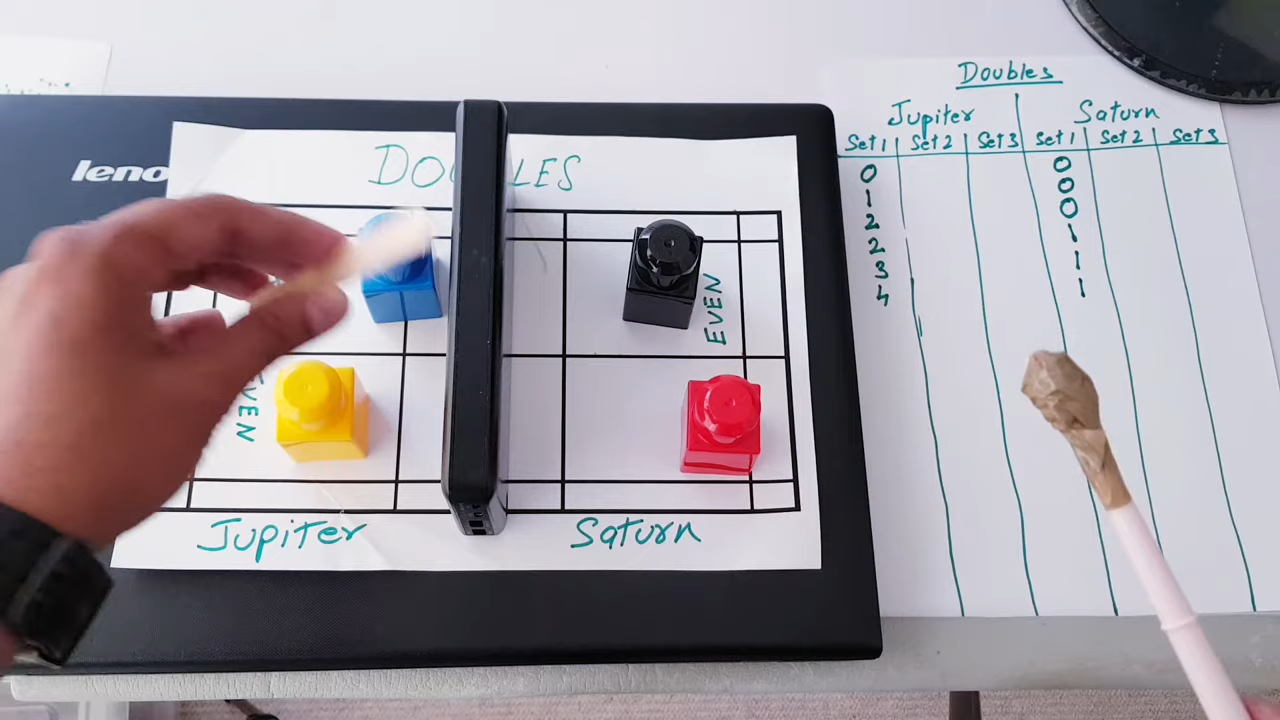 leno
DO LES
EVEN
VEN
Jupiter Saturn
Doubles
Jupiter Saturn
Set 1 Set 2 Set 3 Set 1 Set 2 Set 3
0 0
1 0
2 0
2 1
3 1
4 1